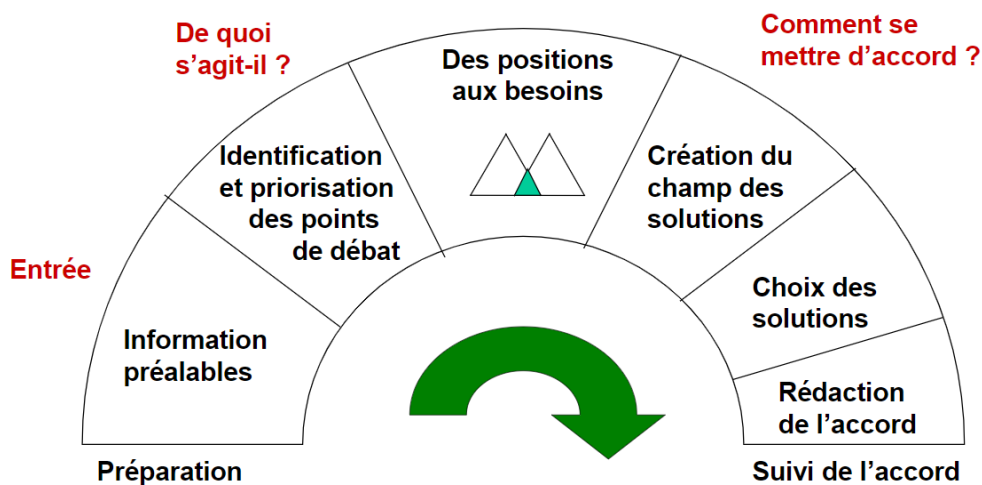 Entrée
De quoi
s’agit-il ?
Comment se
mettre d’accord ?
Préparation
Information
préalables
Identification
et priorisation
des points
de débat
Des positions
aux besoins
Création du
champ des
solutions
Choix des
solutions
Rédaction
de l’accord
Suivi de l’accord